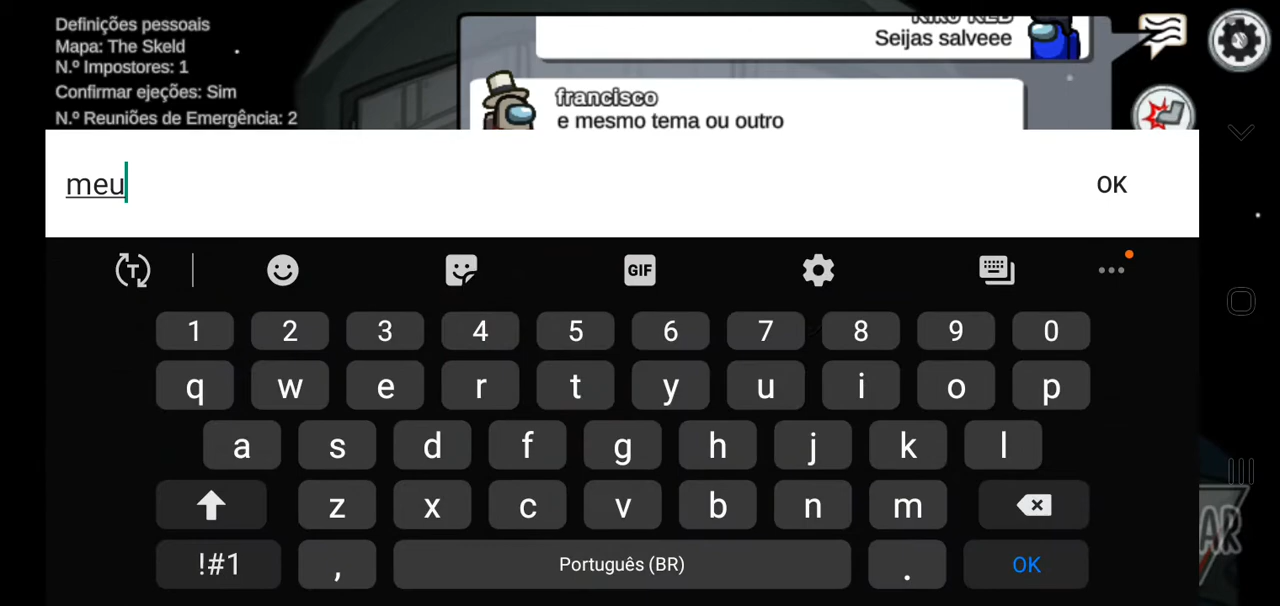 Definições pessoais
Mapa: The Skeld
N.º Impostores: 1
Confirmar ejeções: Sim
N.º Reuniões de Emergência: 2
Seijas salveee
francisco
e mesmo tema ou outro
meu
OK
T
GIF
1 2 3 4 5 6 7 8 9 0
q w e r t y u i o p
a s d f g h j k l
z x c v b n m
!#1 , Português (BR) . OK